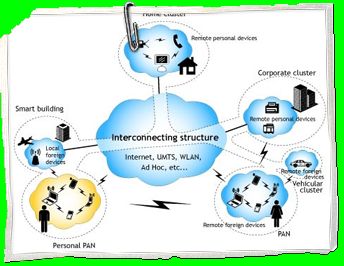 Home cluster
Remote personal devices
Corporate cluster
Smart building
Remote personal devices
Interconnecting structure
Local
foreign
devices
Internet, UMTS, WLAN,
Ad Hoc, etc...
Remote foreign
devices
Vehicular
cluster
Remote foreign devices
Personal PAN
PAN